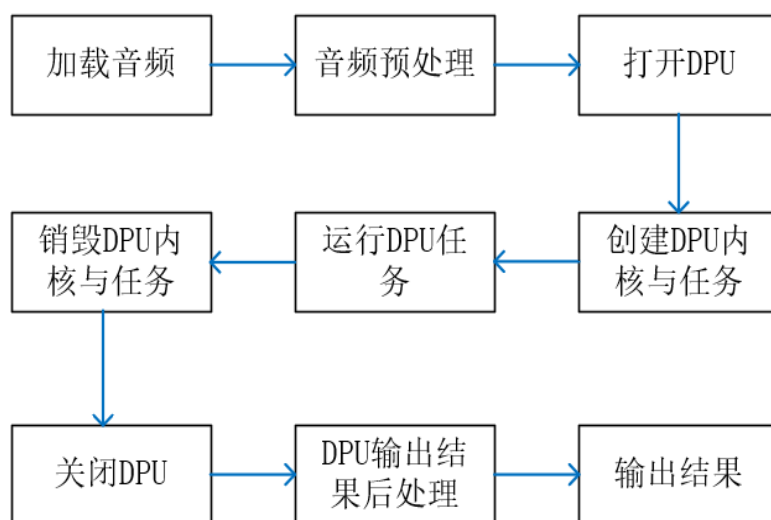 加载音频
音频预处理
打开DPU
创建DPU内
核与任务
运行DPU任
务
销毁DPU内
核与任务
关闭DPU
DPU输出结
果后处理
输出结果